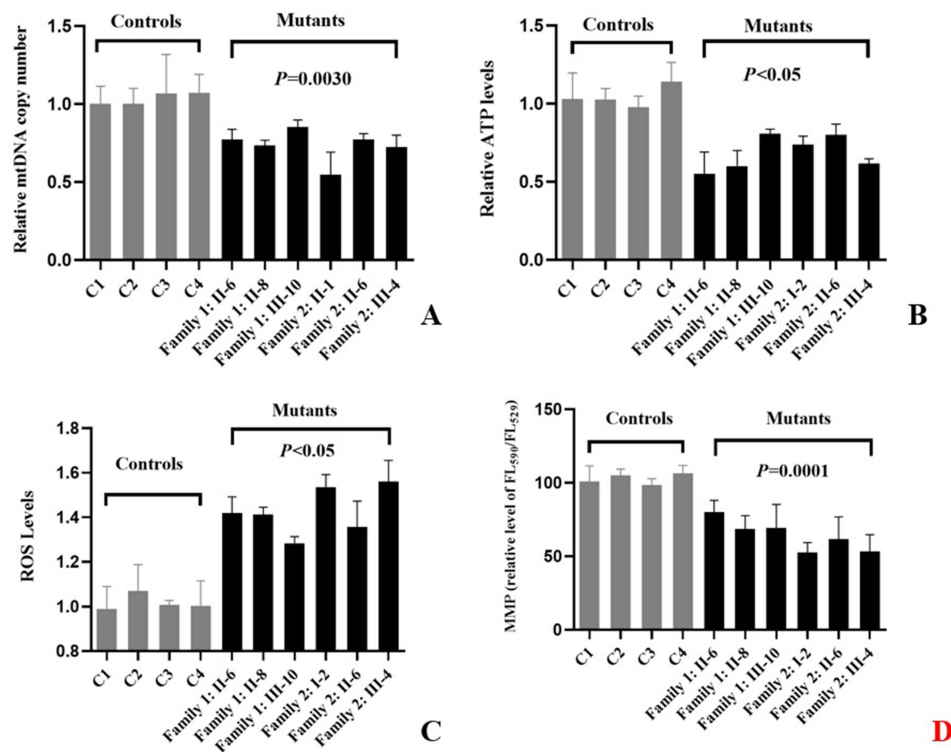 Controls
Mutants
P=0.0030
Relative mtDNA copy number
1.5
1.0
0.5
0.0
C1
C2
C3
C4
Family 1: II-6
Family 1: II-8
Family 1: III-10
Family 2: II-1
Family 2: II-6
Family 2: III-4
A
Controls
Mutants
P<0.05
Relative ATP levels
1.5
1.0
0.5
0.0
C1
C2
C3
C4
Family 1: II-6
Family 1: II-8
Family 1: III-10
Family 2: I-2
Family 2: II-6
Family 2: III-4
B
Mutants
P<0.05
Controls
ROS Levels
1.8
1.6
1.4
1.2
1.0
0.8
C1
C2
C3
C4
Family 1: II-6
Family 1: II-8
Family 1: III-10
Family 2: I-2
Family 2: II-6
Family 2: III-4
C
Controls
Mutants
P=0.0001
MMP (relative level of FL590/FL529)
150
100
50
0
C1
C2
C3
C4
Family 1: II-6
Family 1: II-8
Family 1: III-10
Family 2: I-2
Family 2: II-6
Family 2: III-4
D